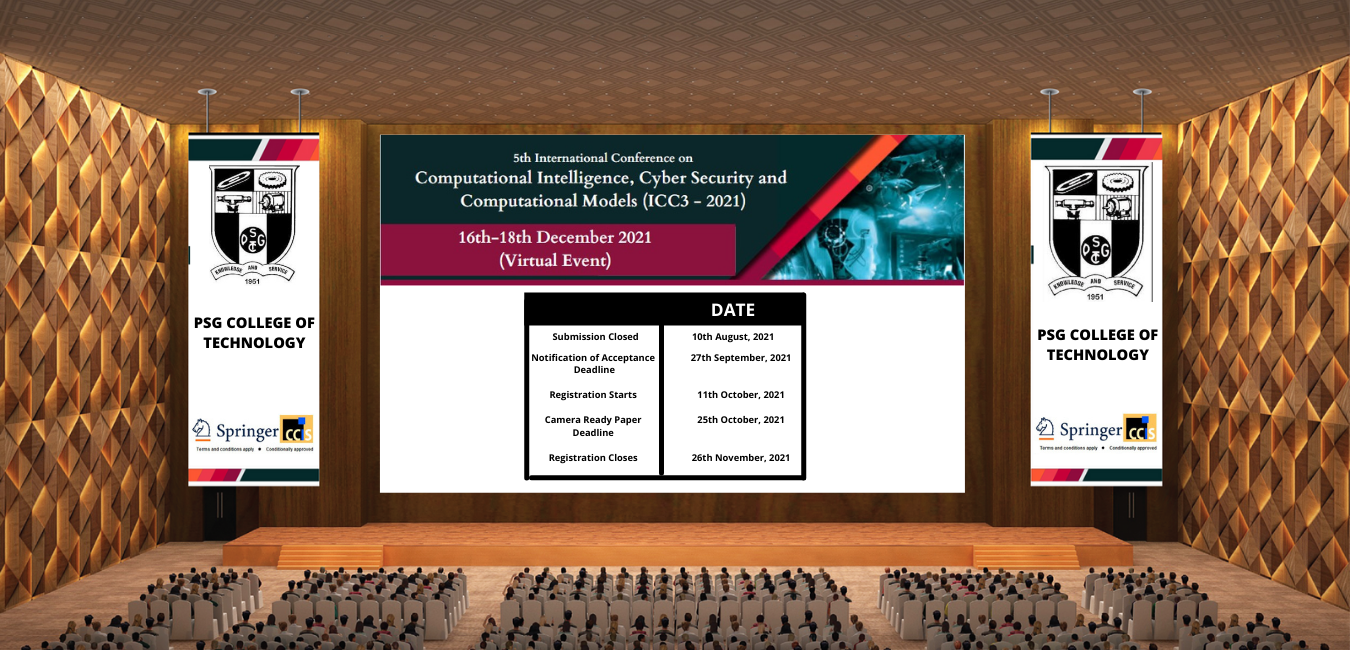 5th International Conference on
Computational Intelligence, Cyber Security and
Computational Models (ICC3 - 2021)
16th-18th December 2021
(Virtual Event)
DATE
Submission Closed 10th August, 2021
Notification of Acceptance 27th September, 2021
Deadline
Registration Starts 11th October, 2021
Camera Ready Paper 25th October, 2021
Deadline
Registration Closes 26th November, 2021
PSG
CT
KNOWLEDGE AND SERVICE
1951
PSG COLLEGE OF
TECHNOLOGY
Springer CCIS
Terms and conditions apply • Conditionally approved
PSG
CT
KNOWLEDGE AND SERVICE
1951
PSG COLLEGE OF
TECHNOLOGY
Springer CCIS
Terms and conditions apply • Conditionally approved